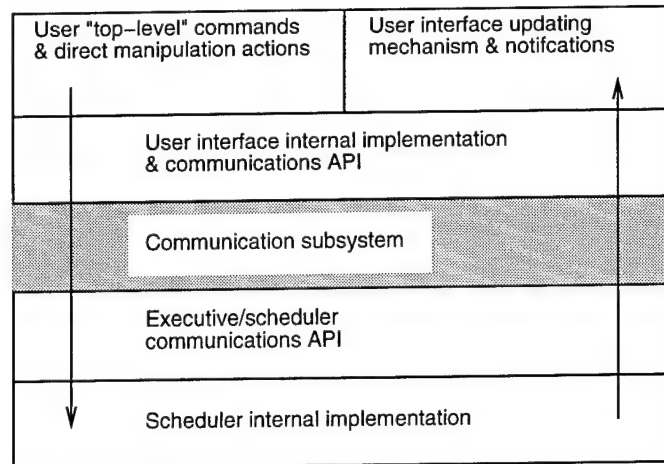 User "top-level" commands
& direct manipulation actions
User interface updating
mechanism & notifcations
User interface internal implementation
& communications API
Communication subsystem
Executive/scheduler
communications API
Scheduler internal implementation